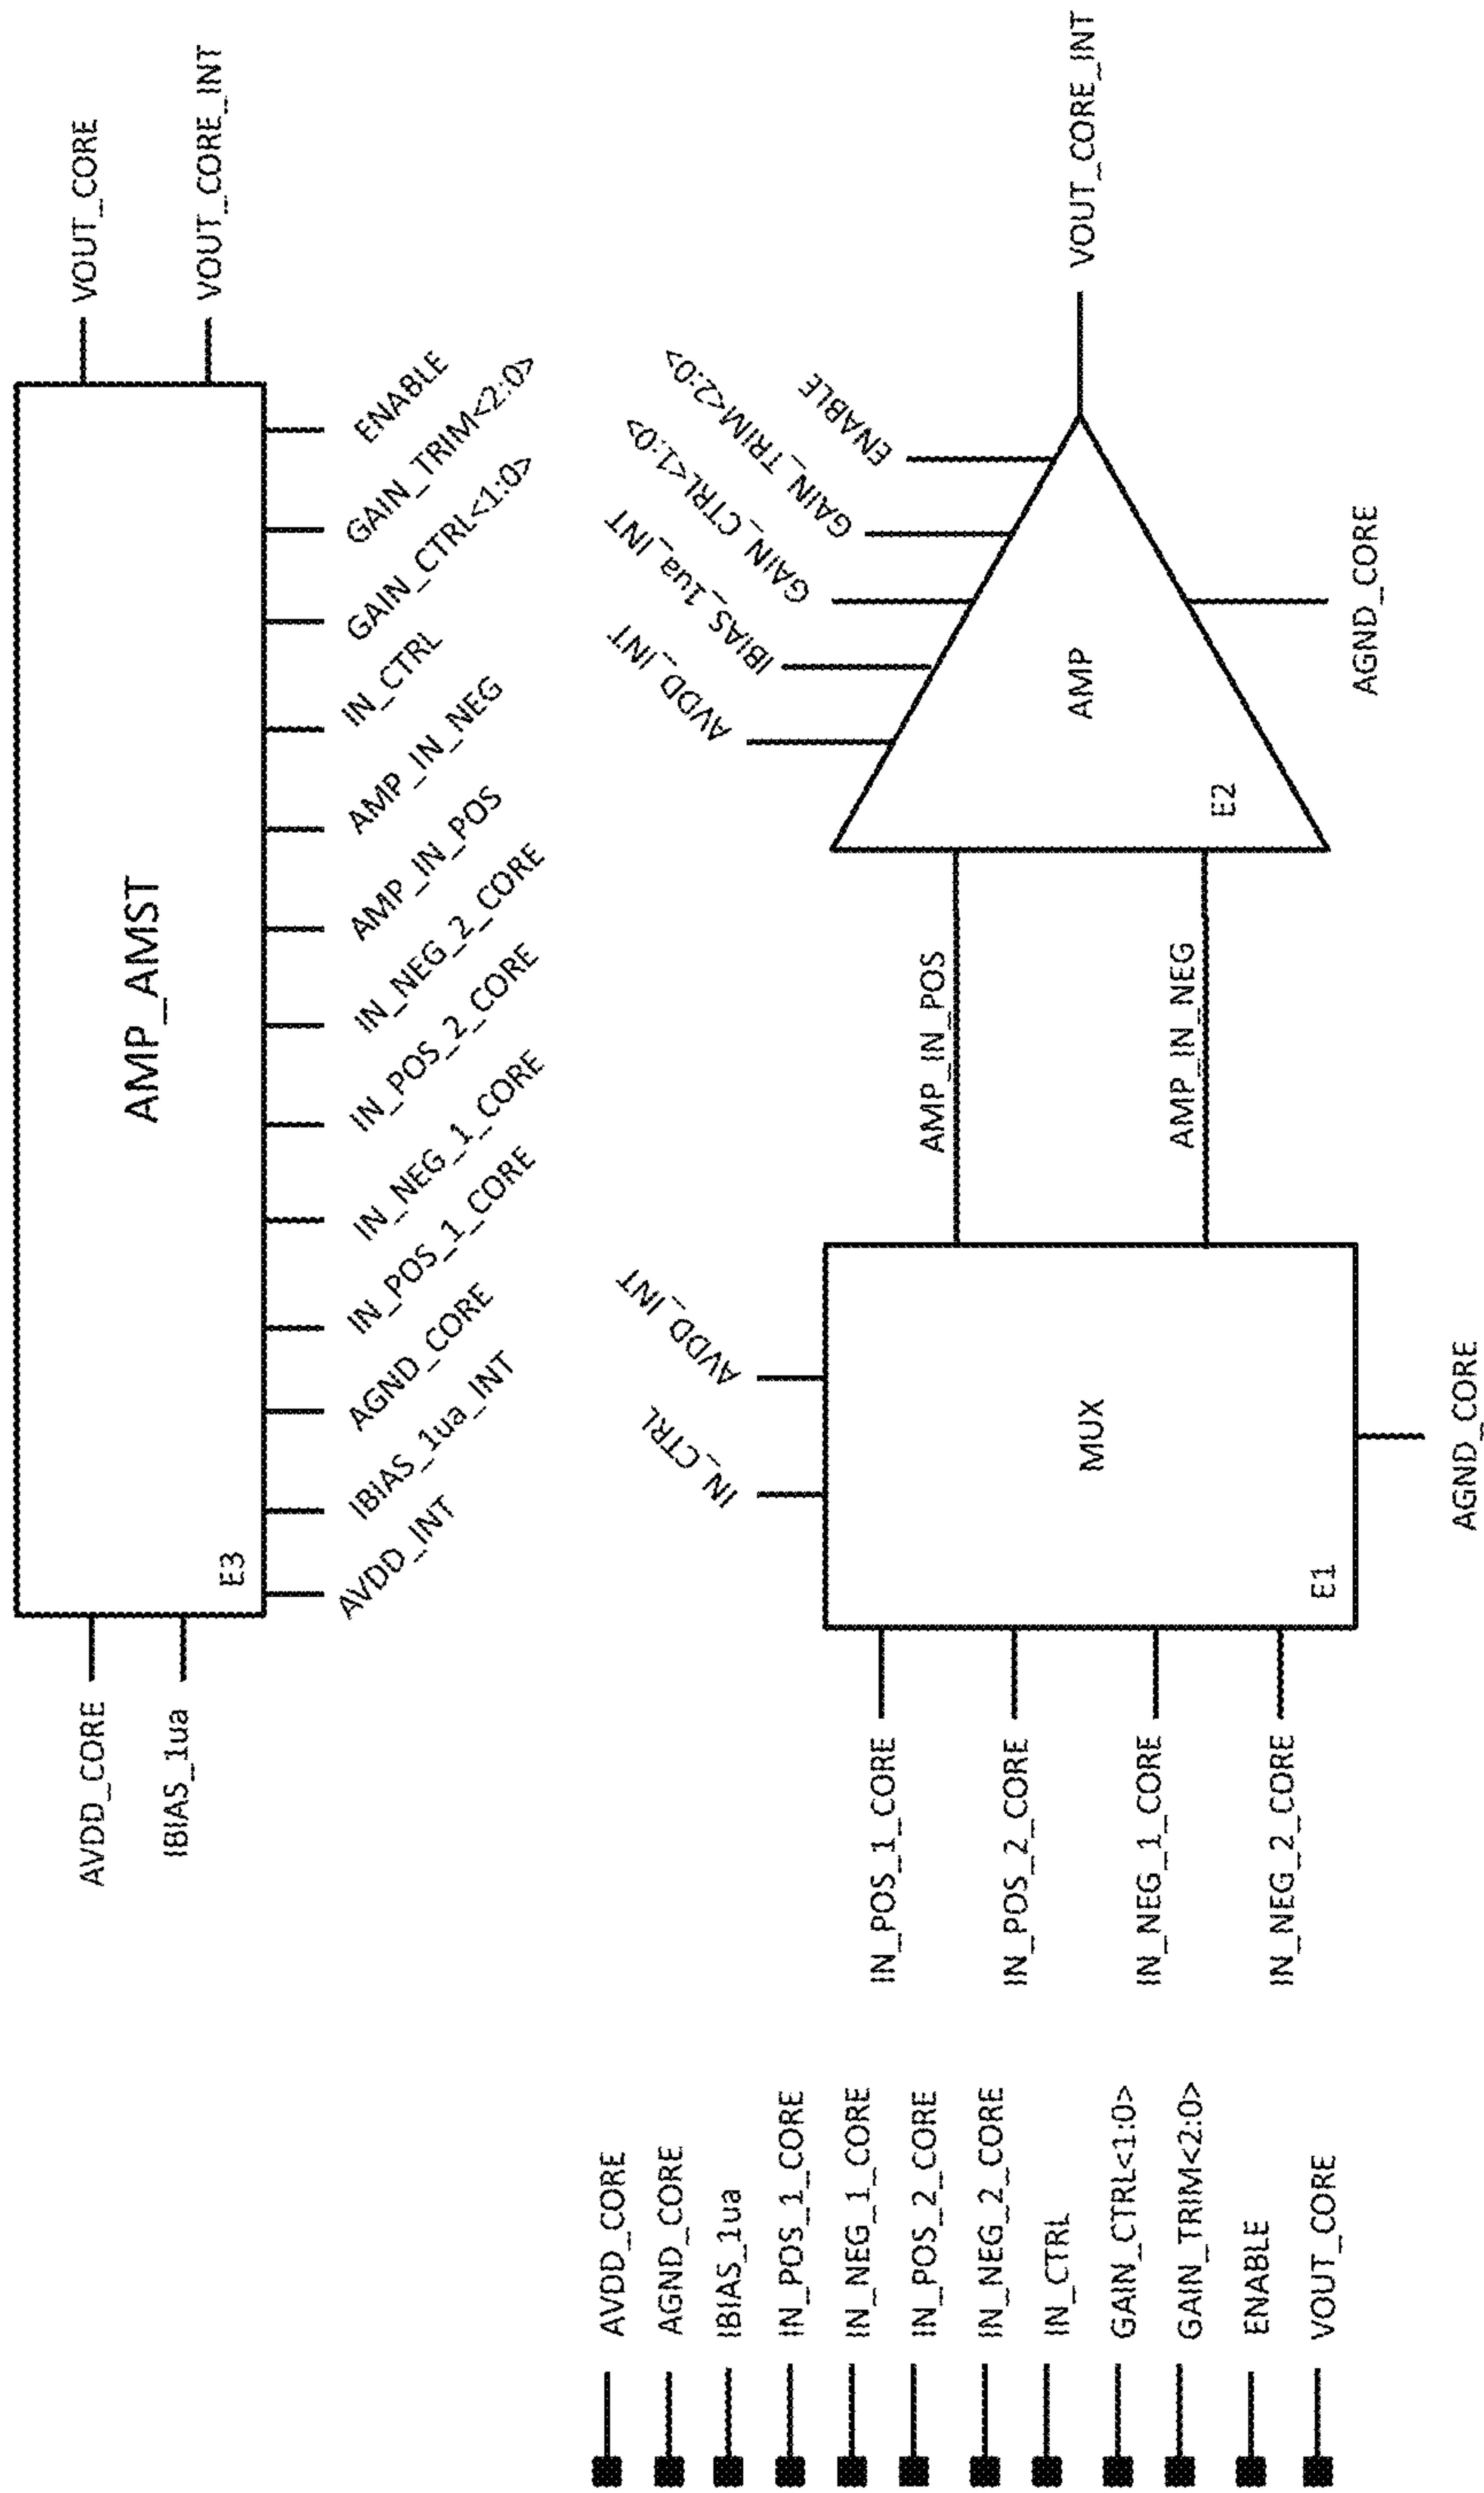 AMP_AMST
E3
AVDD_CORE
IBIAS_1ua
VOUT_CORE
VOUT_CORE_INT
AVDD_INT
IBIAS_1ua_INT
AGND_CORE
IN_POS_1_CORE
IN_NEG_1_CORE
IN_POS_2_CORE
IN_NEG_2_CORE
AMP_IN_POS
AMP_IN_NEG
IN_CTRL
GAIN_CTRL<1:0>
GAIN_TRIM<2:0>
ENABLE
AVDD_CORE
AGND_CORE
IBIAS_1ua
IN_POS_1_CORE
IN_NEG_1_CORE
IN_POS_2_CORE
IN_NEG_2_CORE
IN_CTRL
GAIN_CTRL<1:0>
GAIN_TRIM<2:0>
ENABLE
VOUT_CORE
IN_POS_1_CORE
IN_POS_2_CORE
IN_NEG_1_CORE
IN_NEG_2_CORE
IN_CTRL
AVDD_INT
MUX
E1
AGND_CORE
AMP_IN_POS
AMP_IN_NEG
AVDD_INT
IBIAS_1ua_INT
GAIN_CTRL<1:0>
GAIN_TRIM<2:0>
ENABLE
AMP
E2
AGND_CORE
VOUT_CORE_INT